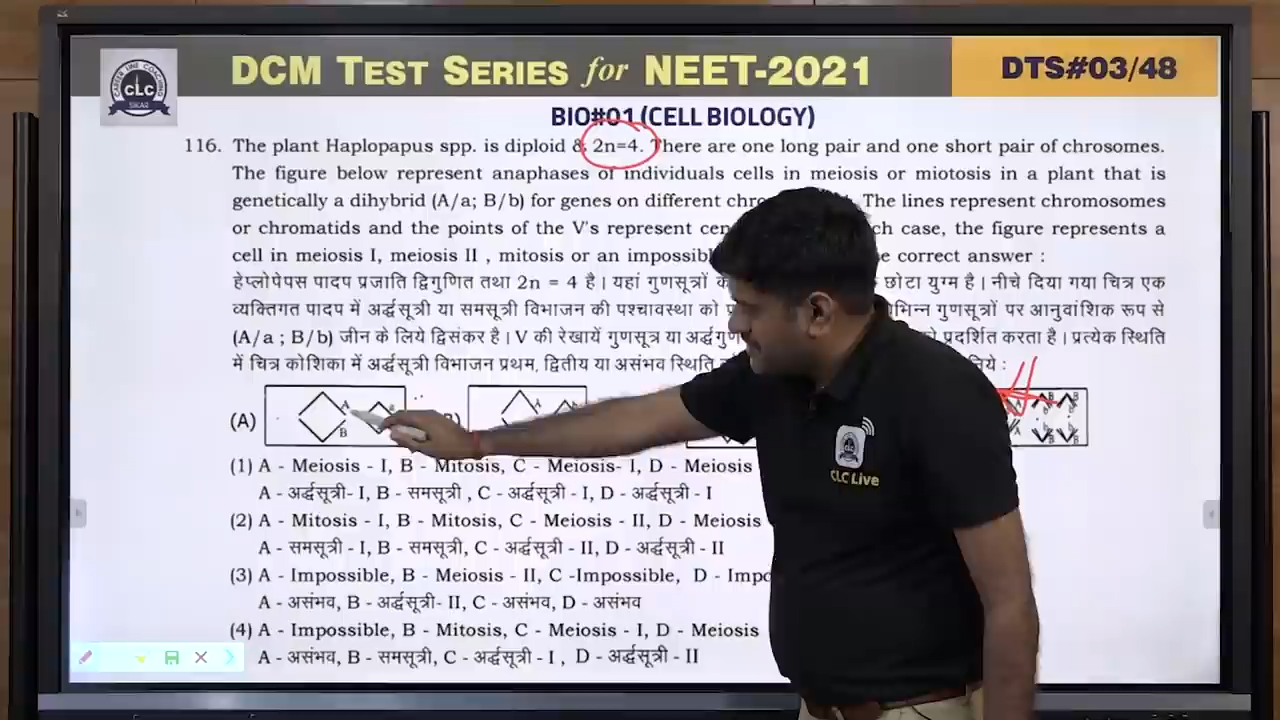 DCM TEST SERIES for NEET-2021
DTS#03/48
CAREER LINE COACHING
CLC
SIKAR
BIO#01 (CELL BIOLOGY)
116. The plant Haplopapus spp. is diploid & 2n=4. There are one long pair and one short pair of chrosomes.
The figure below represent anaphases of individuals cells in meiosis or miotosis in a plant that is
genetically a dihybrid (A/a; B/b) for genes on different The lines represent chromosomes
or chromatids and the points of the V's represent case, the figure represents a
cell in meiosis I, meiosis II , mitosis or an correct answer :
हेप्लोपेपस पादप प्रजाति द्विगुणित तथा 2n = 4 है। यहां गुणसूत्रों छोटा युग्म है। नीचे दिया गया चित्र एक
व्यक्तिगत पादप में अर्द्धसूत्री या समसूत्री विभाजन की पश्चावस्था को गुणसूत्रों पर आनुवांशिक रूप से
(A/a ; B/b) जीन के लिये द्विसंकर है। V की रेखायें गुणसूत्र या प्रदर्शित करता है। प्रत्येक स्थिति
में चित्र कोशिका में अर्द्धसूत्री विभाजन प्रथम, द्वितीय या असंभव स्थिति :
(A) A B A
A B B
(1) A - Meiosis - I, B - Mitosis, C - Meiosis- I, D - Meiosis
A - अर्द्धसूत्री- I, B - समसूत्री , C - अर्द्धसूत्री - I, D - अर्द्धसूत्री - I
(2) A - Mitosis - I, B - Mitosis, C - Meiosis - II, D - Meiosis
A - समसूत्री - I, B - समसूत्री, C - अर्द्धसूत्री - II, D - अर्द्धसूत्री - II
(3) A - Impossible, B - Meiosis - II, C -Impossible, D -
A - असंभव, B - अर्द्धसूत्री- II, C - असंभव, D - असंभव
(4) A - Impossible, B - Mitosis, C - Meiosis - I, D - Meiosis
A - असंभव, B - समसूत्री, C - अर्द्धसूत्री - I , D - अर्द्धसूत्री - II
CLC Live